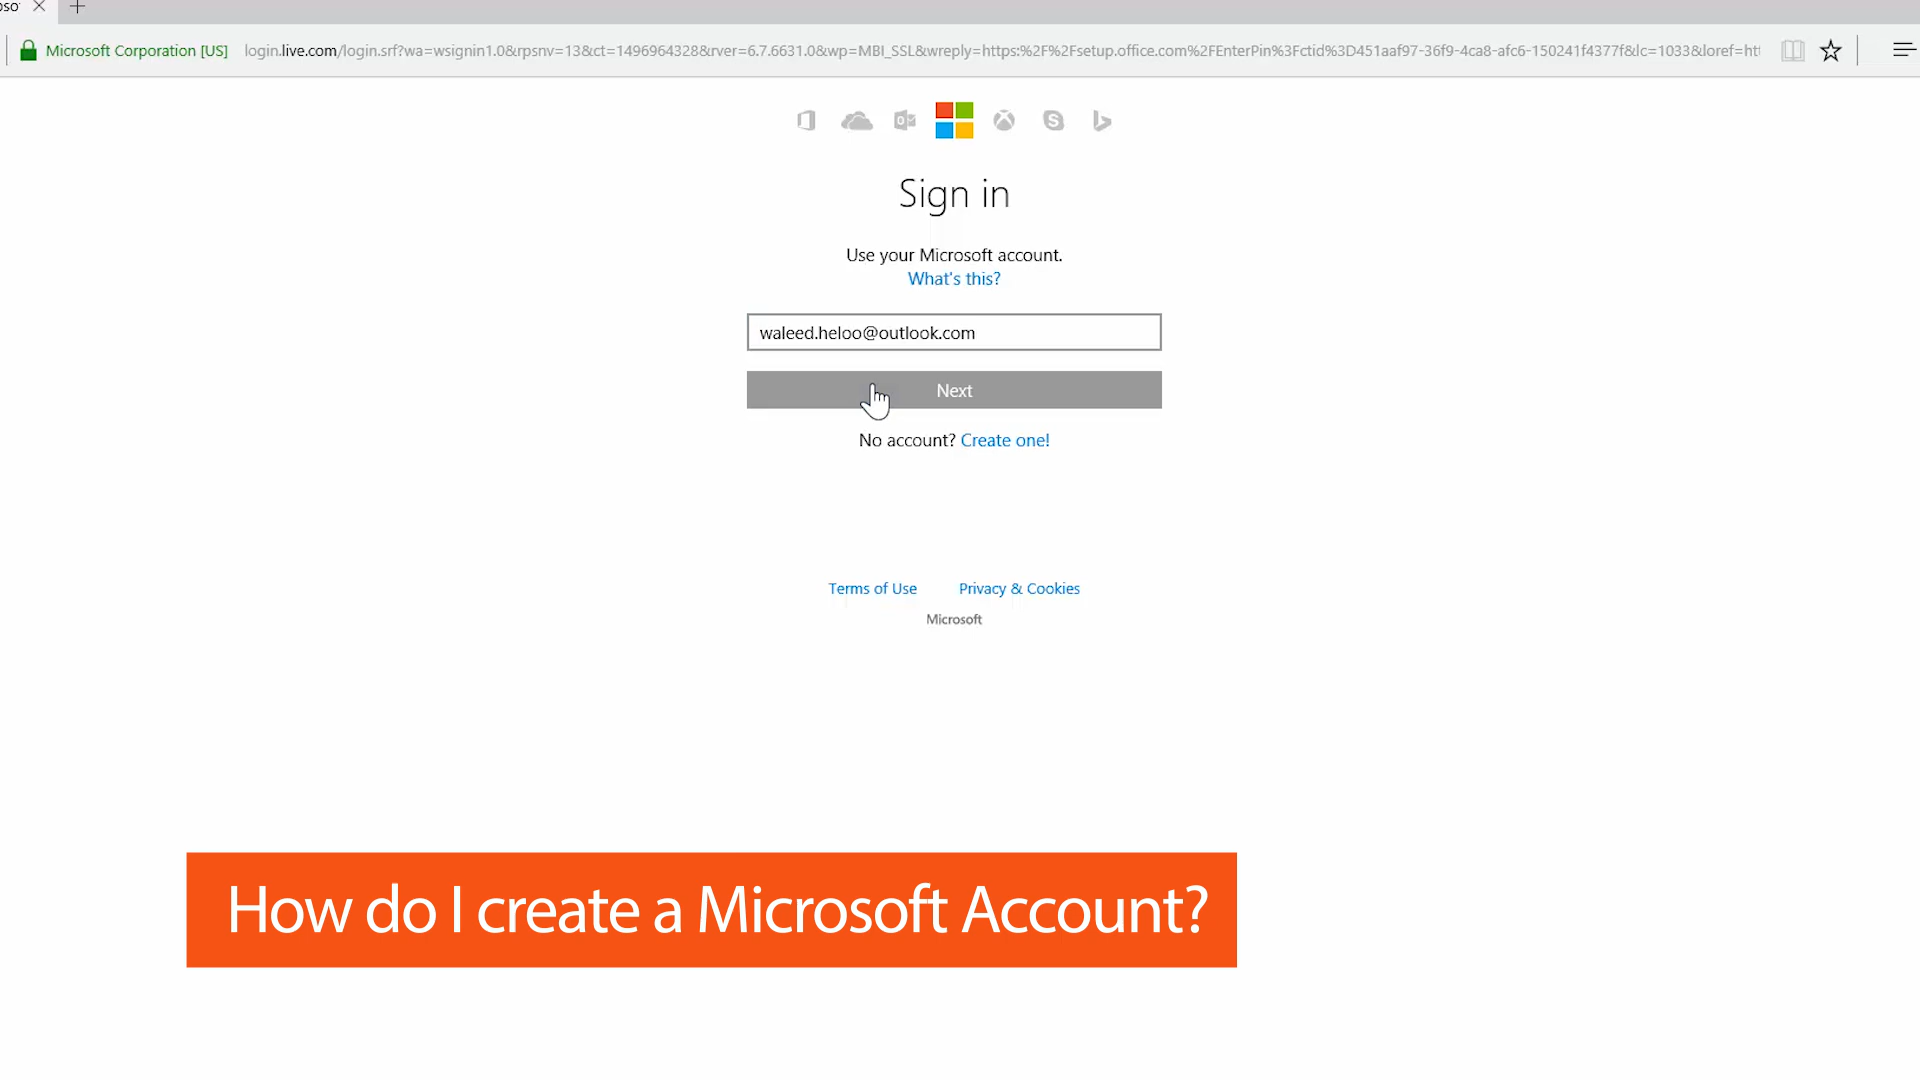 Microsoft Corporation [US] login.live.com/login.srf?wa=wsignin1.0&rpsnv=13&ct=1496964328&rver=6.7.6631.0&wp=MBI_SSL&wreply=https:%2F%2Fsetup.office.com%2FEnterPin%3Fctid%3D451aaf97-36f9-4ca8-afc6-150241f4377f&lc=1033&loref=htt
Sign in
Use your Microsoft account.
What's this?
waleed.heloo@outlook.com
Next
No account? Create one!
Terms of Use Privacy & Cookies
Microsoft
How do I create a Microsoft Account?